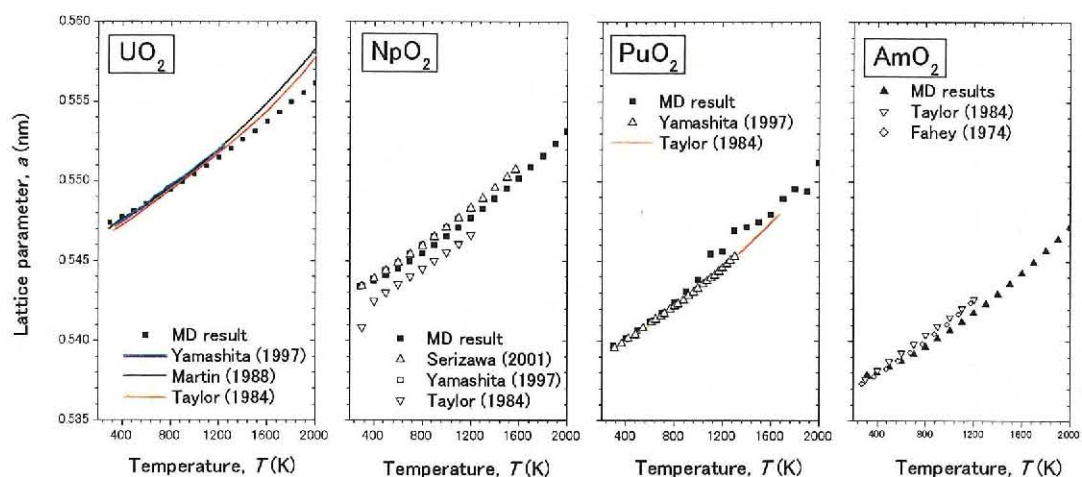 0.560
0.555
0.550
0.545
0.540
0.535
Lattice parameter, a (nm)
UO2
MD result
Yamashita (1997)
Martin (1988)
Taylor (1984)
400 800 1200 1600 2000
Temperature, T (K)
NpO2
MD result
Serizawa (2001)
Yamashita (1997)
Taylor (1984)
400 800 1200 1600 2000
Temperature, T (K)
PuO2
MD result
Yamashita (1997)
Taylor (1984)
400 800 1200 1600 2000
Temperature, T (K)
AmO2
MD results
Taylor (1984)
Fahey (1974)
400 800 1200 1600 2000
Temperature, T (K)